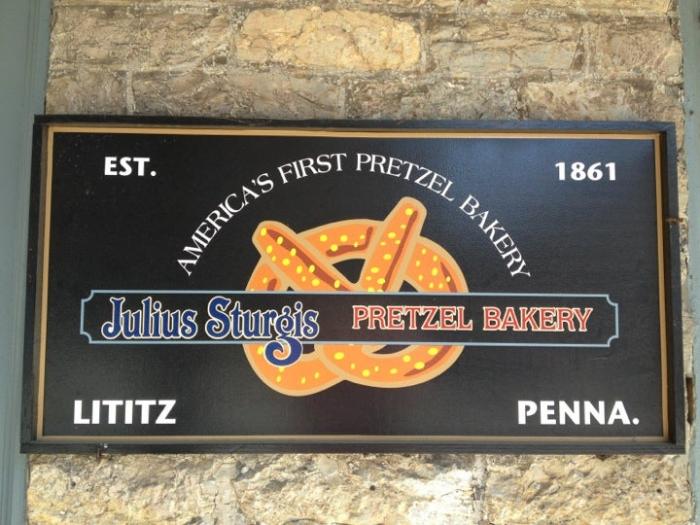 EST. 1861
AMERICA'S FIRST PRETZEL BAKERY
Julius Sturgis PRETZEL BAKERY
LITITZ PENNA.